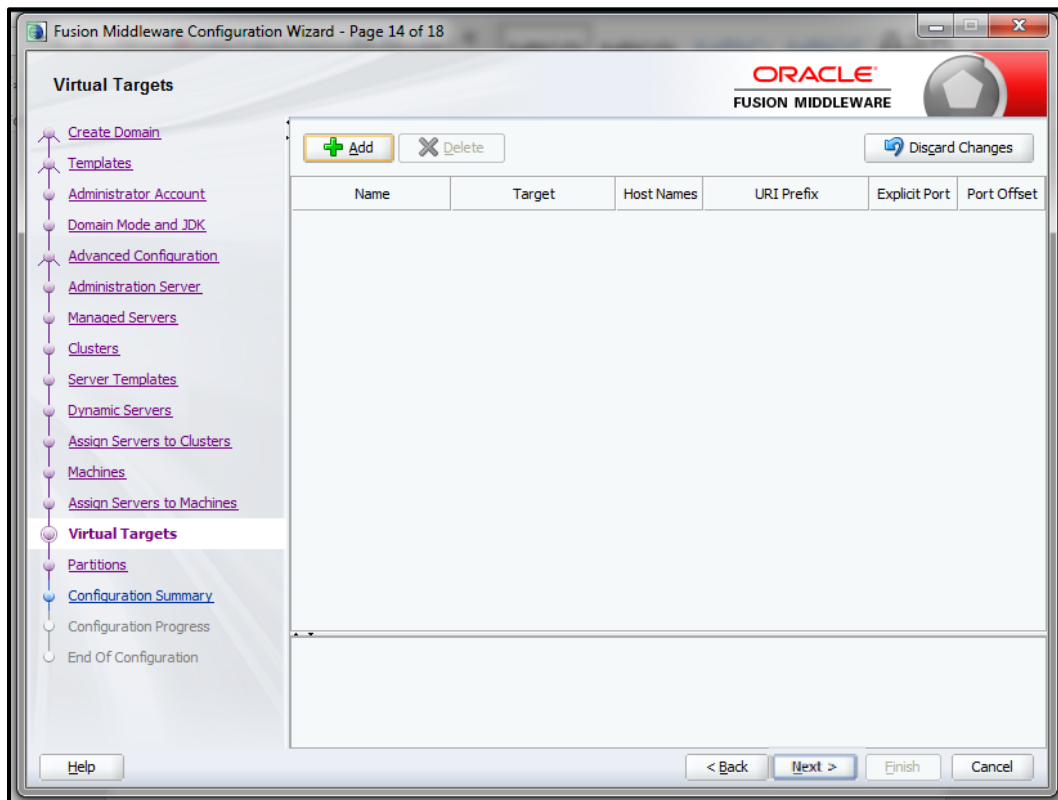 Fusion Middleware Configuration Wizard - Page 14 of 18
Virtual Targets
ORACLE
FUSION MIDDLEWARE
Create Domain
Templates
Administrator Account
Domain Mode and JDK
Advanced Configuration
Administration Server
Managed Servers
Clusters
Server Templates
Dynamic Servers
Assign Servers to Clusters
Machines
Assign Servers to Machines
Virtual Targets
Partitions
Configuration Summary
Configuration Progress
End Of Configuration
Add Delete Discard Changes
Name Target Host Names URI Prefix Explicit Port Port Offset
Help < Back Next > Finish Cancel